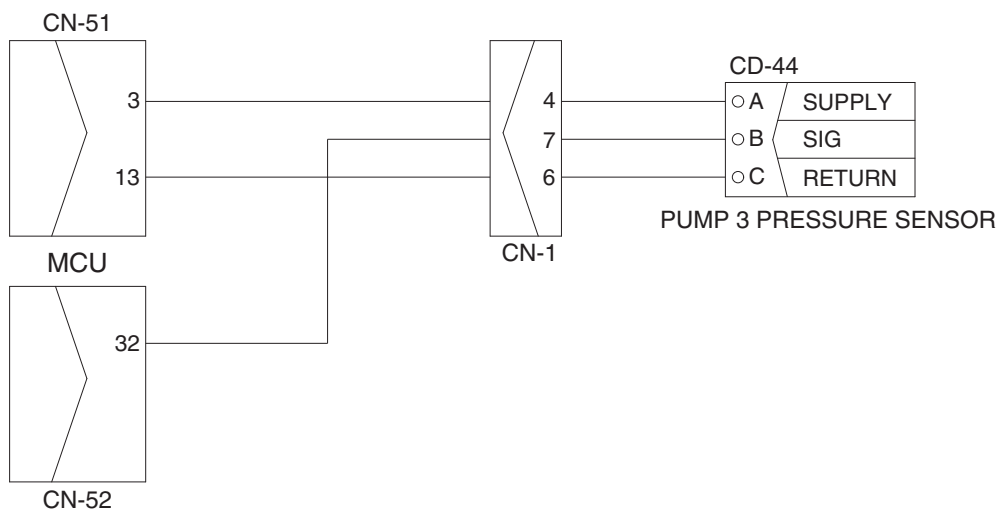 CN-51
3
13
MCU
32
CN-52
4
7
6
CN-1
CD-44
A SUPPLY
B SIG
C RETURN
PUMP 3 PRESSURE SENSOR